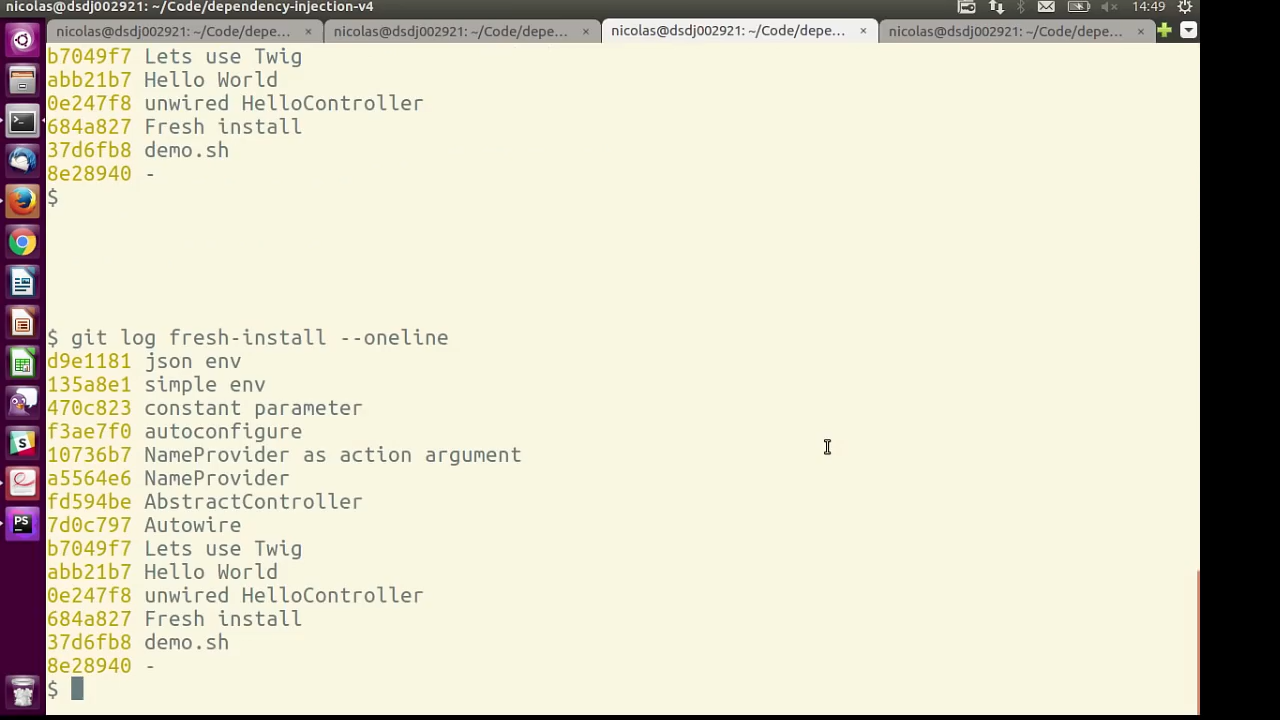 nicolas@dsdj002921: ~/Code/dependency-injection-v4
14:49
nicolas@dsdj002921: ~/Code/depe... ×
nicolas@dsdj002921: ~/Code/depe... ×
nicolas@dsdj002921: ~/Code/depe... ×
nicolas@dsdj002921: ~/Code/depe... ×
b7049f7 Lets use Twig
abb21b7 Hello World
0e247f8 unwired HelloController
684a827 Fresh install
37d6fb8 demo.sh
8e28940 -
$
$ git log fresh-install --oneline
d9e1181 json env
135a8e1 simple env
470c823 constant parameter
f3ae7f0 autoconfigure
10736b7 NameProvider as action argument
a5564e6 NameProvider
fd594be AbstractController
7d0c797 Autowire
b7049f7 Lets use Twig
abb21b7 Hello World
0e247f8 unwired HelloController
684a827 Fresh install
37d6fb8 demo.sh
8e28940 -
$
PS